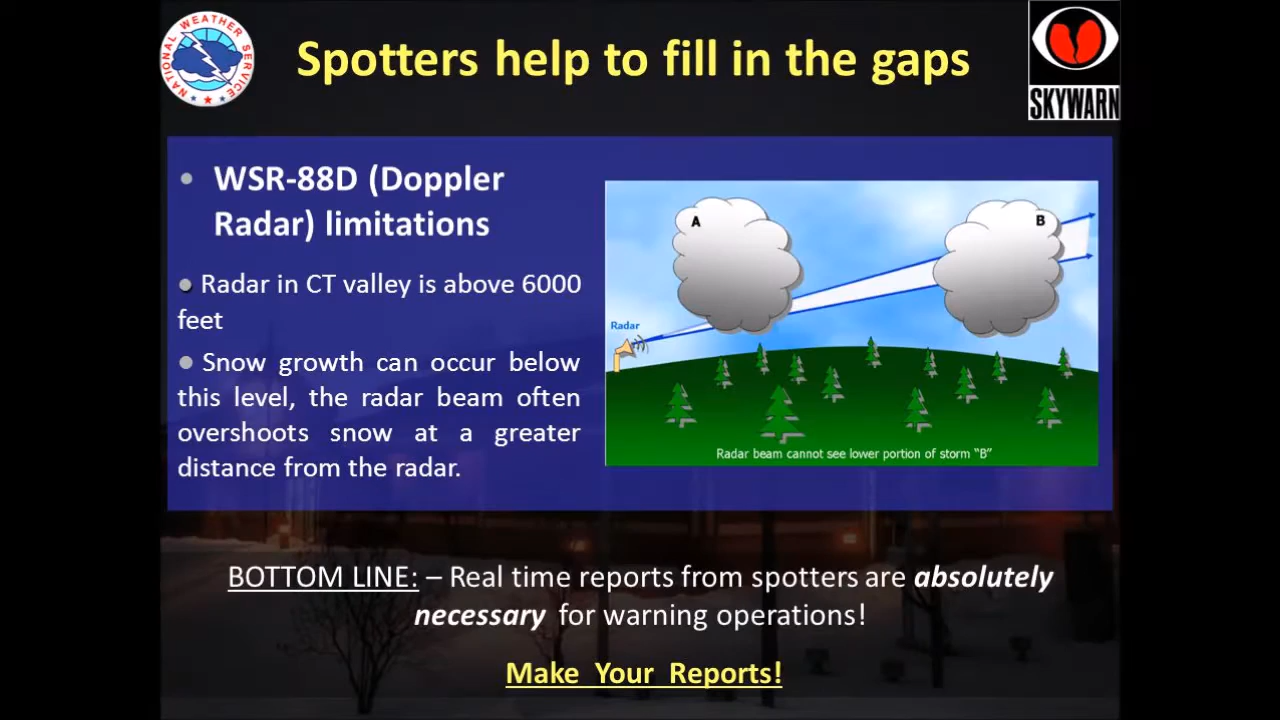 NATIONAL WEATHER SERVICE
Spotters help to fill in the gaps
SKYWARN
• WSR-88D (Doppler
Radar) limitations
● Radar in CT valley is above 6000
feet
● Snow growth can occur below
this level, the radar beam often
overshoots snow at a greater
distance from the radar.
A
B
Radar
Radar beam cannot see lower portion of storm "B"
BOTTOM LINE: – Real time reports from spotters are absolutely
necessary for warning operations!
Make Your Reports!